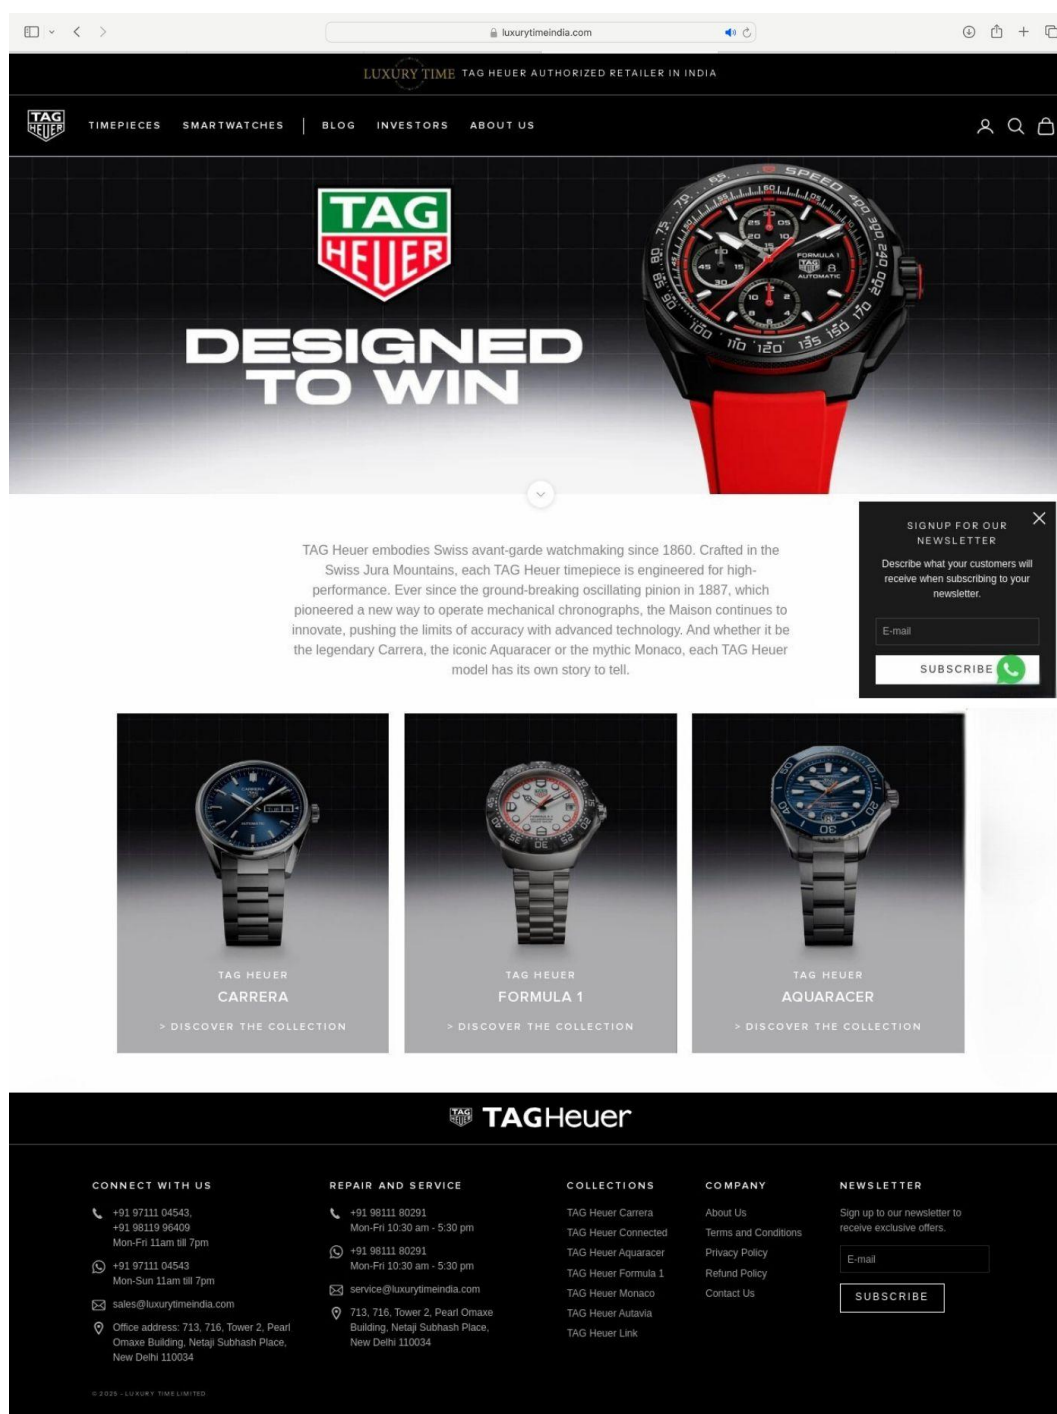 luxurytimeindia.com
LUXURY TIME TAG HEUER AUTHORIZED RETAILER IN INDIA
TAG HEUER
TIMEPIECES SMARTWATCHES BLOG INVESTORS ABOUT US
TAG
HEUER
DESIGNED
TO WIN
SPEED
FORMULA 1
TAG HEUER
AUTOMATIC
TAG Heuer embodies Swiss avant-garde watchmaking since 1860. Crafted in the
Swiss Jura Mountains, each TAG Heuer timepiece is engineered for high-
performance. Ever since the ground-breaking oscillating pinion in 1887, which
pioneered a new way to operate mechanical chronographs, the Maison continues to
innovate, pushing the limits of accuracy with advanced technology. And whether it be
the legendary Carrera, the iconic Aquaracer or the mythic Monaco, each TAG Heuer
model has its own story to tell.
SIGNUP FOR OUR
NEWSLETTER
Describe what your customers will
receive when subscribing to your
newsletter.
E-mail
SUBSCRIBE
TAG HEUER
CARRERA
> DISCOVER THE COLLECTION
TAG HEUER
FORMULA 1
> DISCOVER THE COLLECTION
TAG HEUER
AQUARACER
> DISCOVER THE COLLECTION
TAG HEUER TAGHeuer
CONNECT WITH US
+91 97111 04543,
+91 98119 96409
Mon-Fri 11am till 7pm
+91 97111 04543
Mon-Sun 11am till 7pm
sales@luxurytimeindia.com
Office address: 713, 716, Tower 2, Pearl
Omaxe Building, Netaji Subhash Place,
New Delhi 110034
REPAIR AND SERVICE
+91 98111 80291
Mon-Fri 10:30 am - 5:30 pm
+91 98111 80291
Mon-Fri 10:30 am - 5:30 pm
service@luxurytimeindia.com
713, 716, Tower 2, Pearl Omaxe
Building, Netaji Subhash Place,
New Delhi 110034
COLLECTIONS
TAG Heuer Carrera
TAG Heuer Connected
TAG Heuer Aquaracer
TAG Heuer Formula 1
TAG Heuer Monaco
TAG Heuer Autavia
TAG Heuer Link
COMPANY
About Us
Terms and Conditions
Privacy Policy
Refund Policy
Contact Us
NEWSLETTER
Sign up to our newsletter to
receive exclusive offers.
E-mail
SUBSCRIBE
© 2025 - LUXURY TIME LIMITED